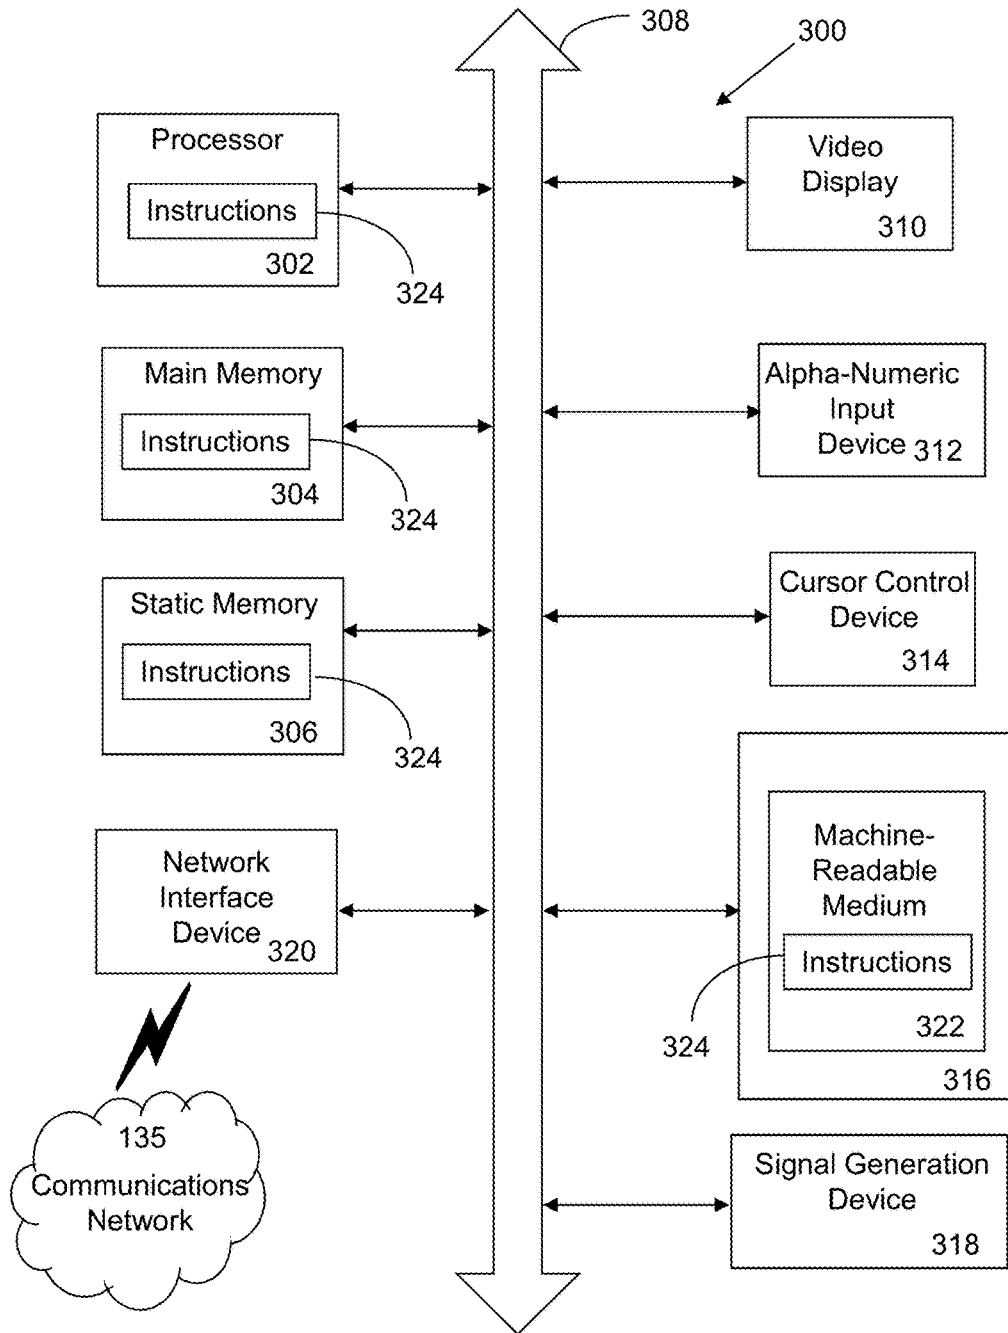 308
300
Processor
Instructions
302
324
Video
Display
310
Main Memory
Instructions
304
324
Alpha-Numeric
Input
Device
312
Static Memory
Instructions
306
324
Cursor Control
Device
314
Network
Interface
Device
320
Machine-
Readable
Medium
Instructions
322
324
316
135
Communications
Network
Signal Generation
Device
318